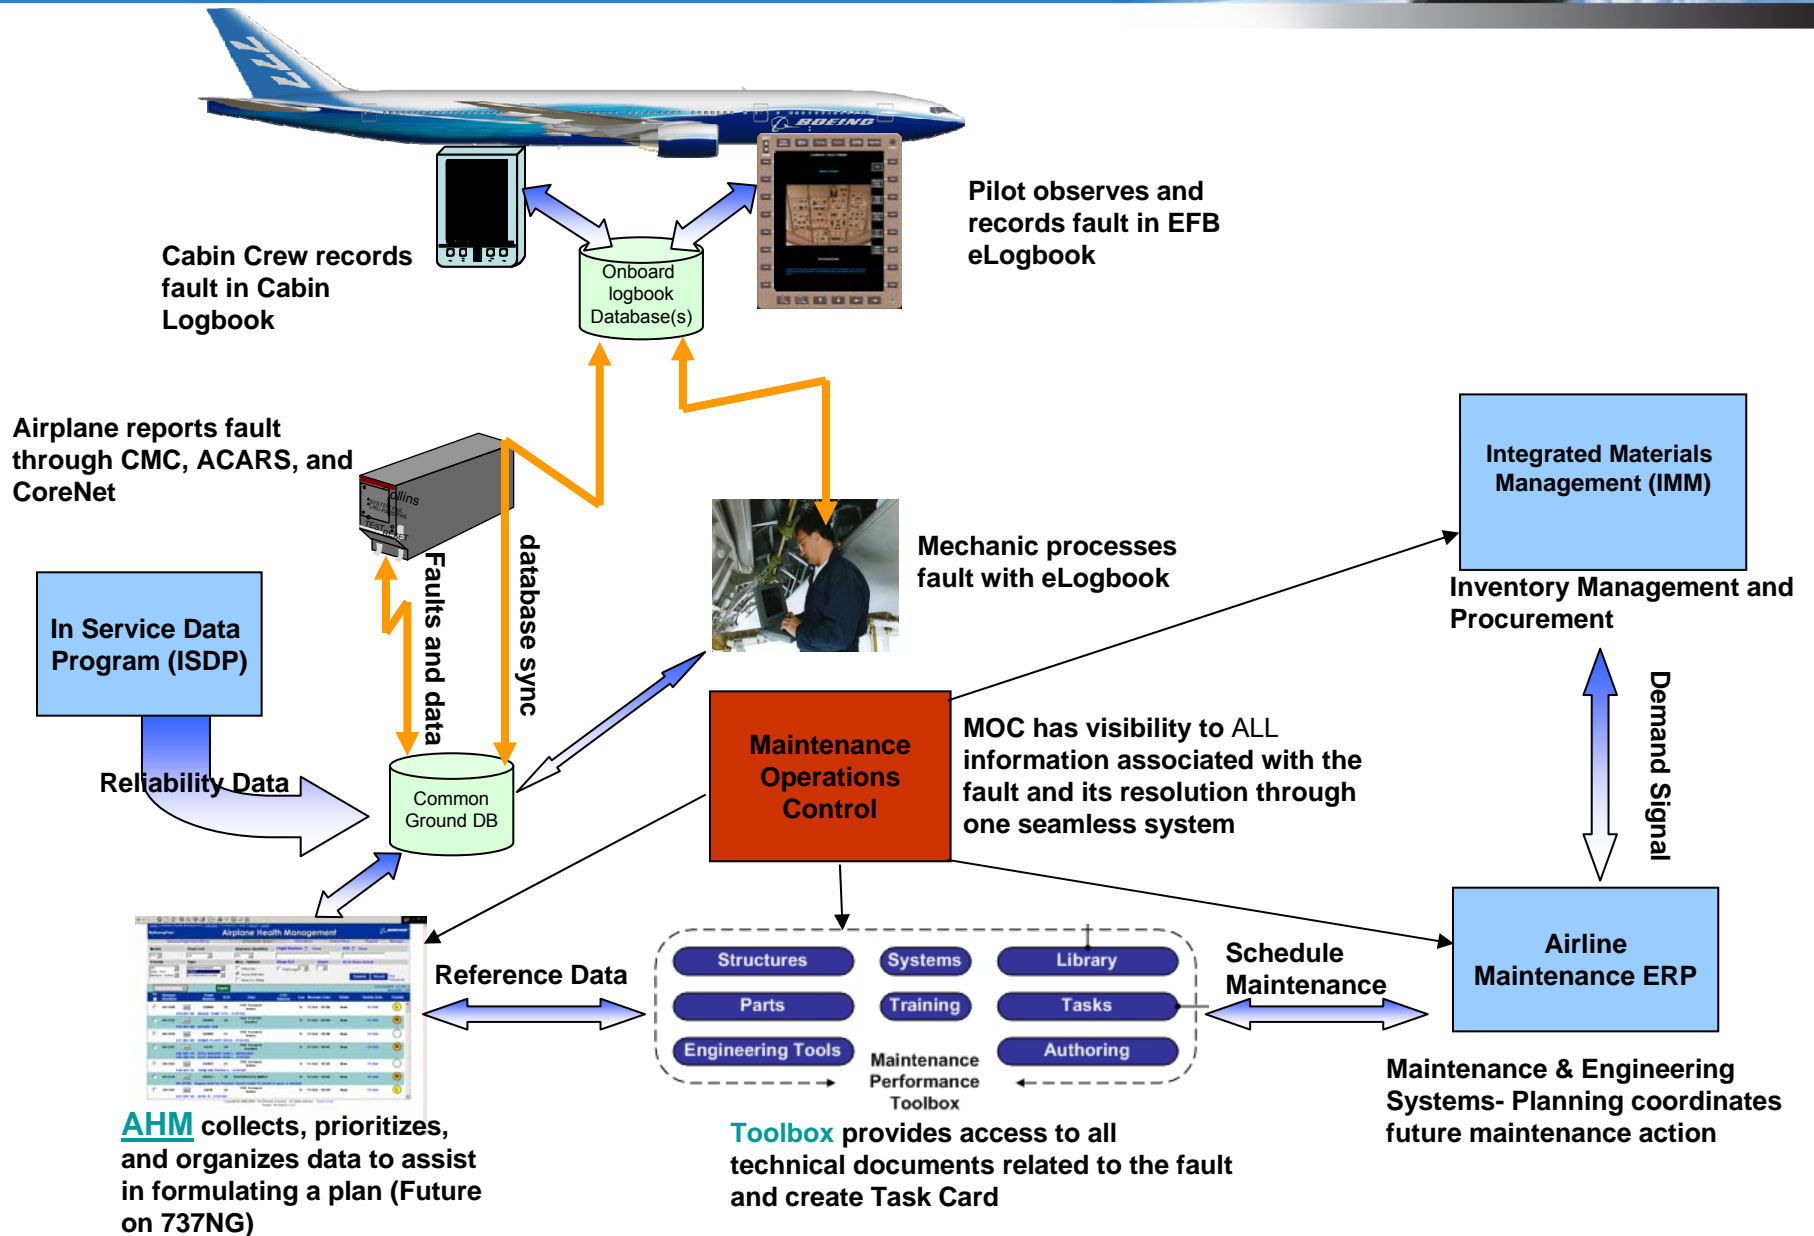 777
BOEING
Pilot observes and
records fault in EFB
eLogbook
Cabin Crew records
fault in Cabin
Logbook
Onboard
logbook
Database(s)
Airplane reports fault
through CMC, ACARS, and
CoreNet
ollins
TEST
Faults and data
database sync
Mechanic processes
fault with eLogbook
Integrated Materials
Management (IMM)
Inventory Management and
Procurement
In Service Data
Program (ISDP)
Reliability Data
Common
Ground DB
Maintenance
Operations
Control
MOC has visibility to ALL
information associated with the
fault and its resolution through
one seamless system
Demand Signal
Airplane Health Management
Reference Data
Structures
Systems
Library
Parts
Training
Tasks
Engineering Tools
Authoring
Maintenance
Performance
Toolbox
Schedule
Maintenance
Airline
Maintenance ERP
Maintenance & Engineering
Systems- Planning coordinates
future maintenance action
AHM collects, prioritizes,
and organizes data to assist
in formulating a plan (Future
on 737NG)
Toolbox provides access to all
technical documents related to the fault
and create Task Card